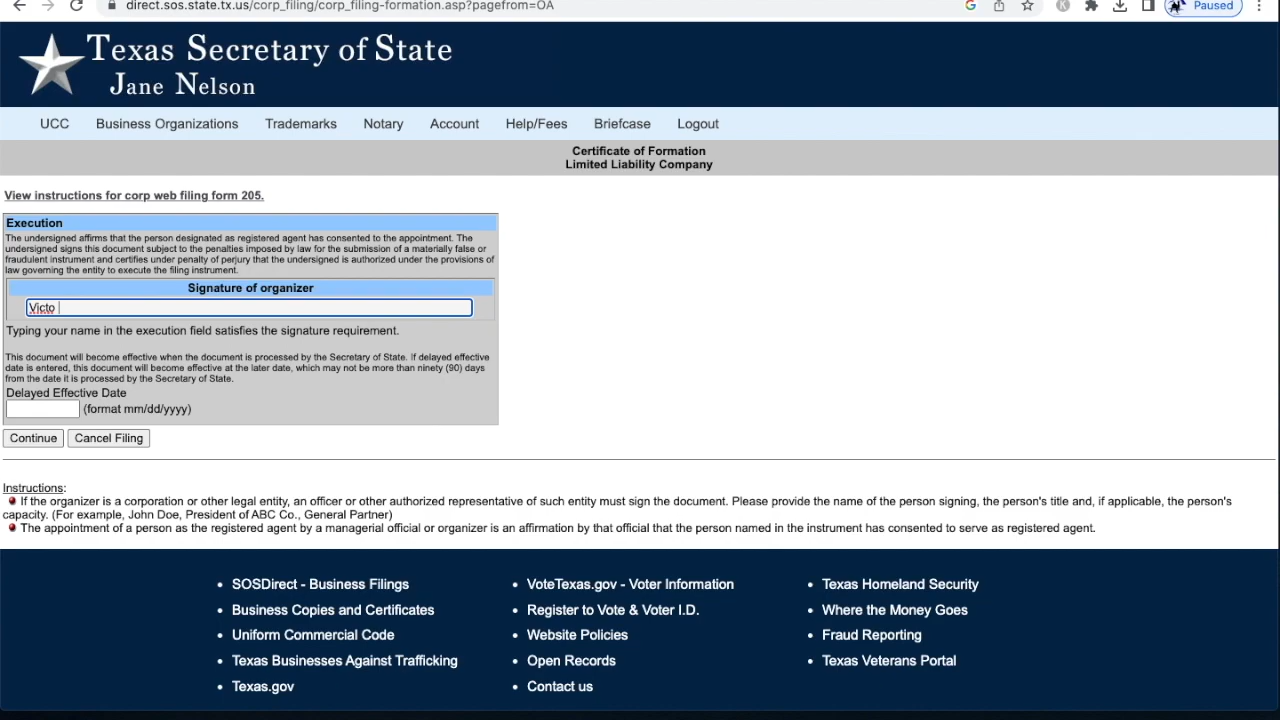 direct.sos.state.tx.us/corp_filing/corp_filing-formation.asp?pagefrom=OA
Paused
Texas Secretary of State
Jane Nelson
UCC Business Organizations Trademarks Notary Account Help/Fees Briefcase Logout
Certificate of Formation
Limited Liability Company
View instructions for corp web filing form 205.
Execution
The undersigned affirms that the person designated as registered agent has consented to the appointment. The
undersigned signs this document subject to the penalties imposed by law for the submission of a materially false or
fraudulent instrument and certifies under penalty of perjury that the undersigned is authorized under the provisions of
law governing the entity to execute the filing instrument.
Signature of organizer
Victo
Typing your name in the execution field satisfies the signature requirement.
This document will become effective when the document is processed by the Secretary of State. If delayed effective
date is entered, this document will become effective at the later date, which may not be more than ninety (90) days
from the date it is processed by the Secretary of State.
Delayed Effective Date
(format mm/dd/yyyy)
Continue Cancel Filing
Instructions:
If the organizer is a corporation or other legal entity, an officer or other authorized representative of such entity must sign the document. Please provide the name of the person signing, the person's title and, if applicable, the person's
capacity. (For example, John Doe, President of ABC Co., General Partner)
The appointment of a person as the registered agent by a managerial official or organizer is an affirmation by that official that the person named in the instrument has consented to serve as registered agent.
SOSDirect - Business Filings
Business Copies and Certificates
Uniform Commercial Code
Texas Businesses Against Trafficking
Texas.gov
VoteTexas.gov - Voter Information
Register to Vote & Voter I.D.
Website Policies
Open Records
Contact us
Texas Homeland Security
Where the Money Goes
Fraud Reporting
Texas Veterans Portal